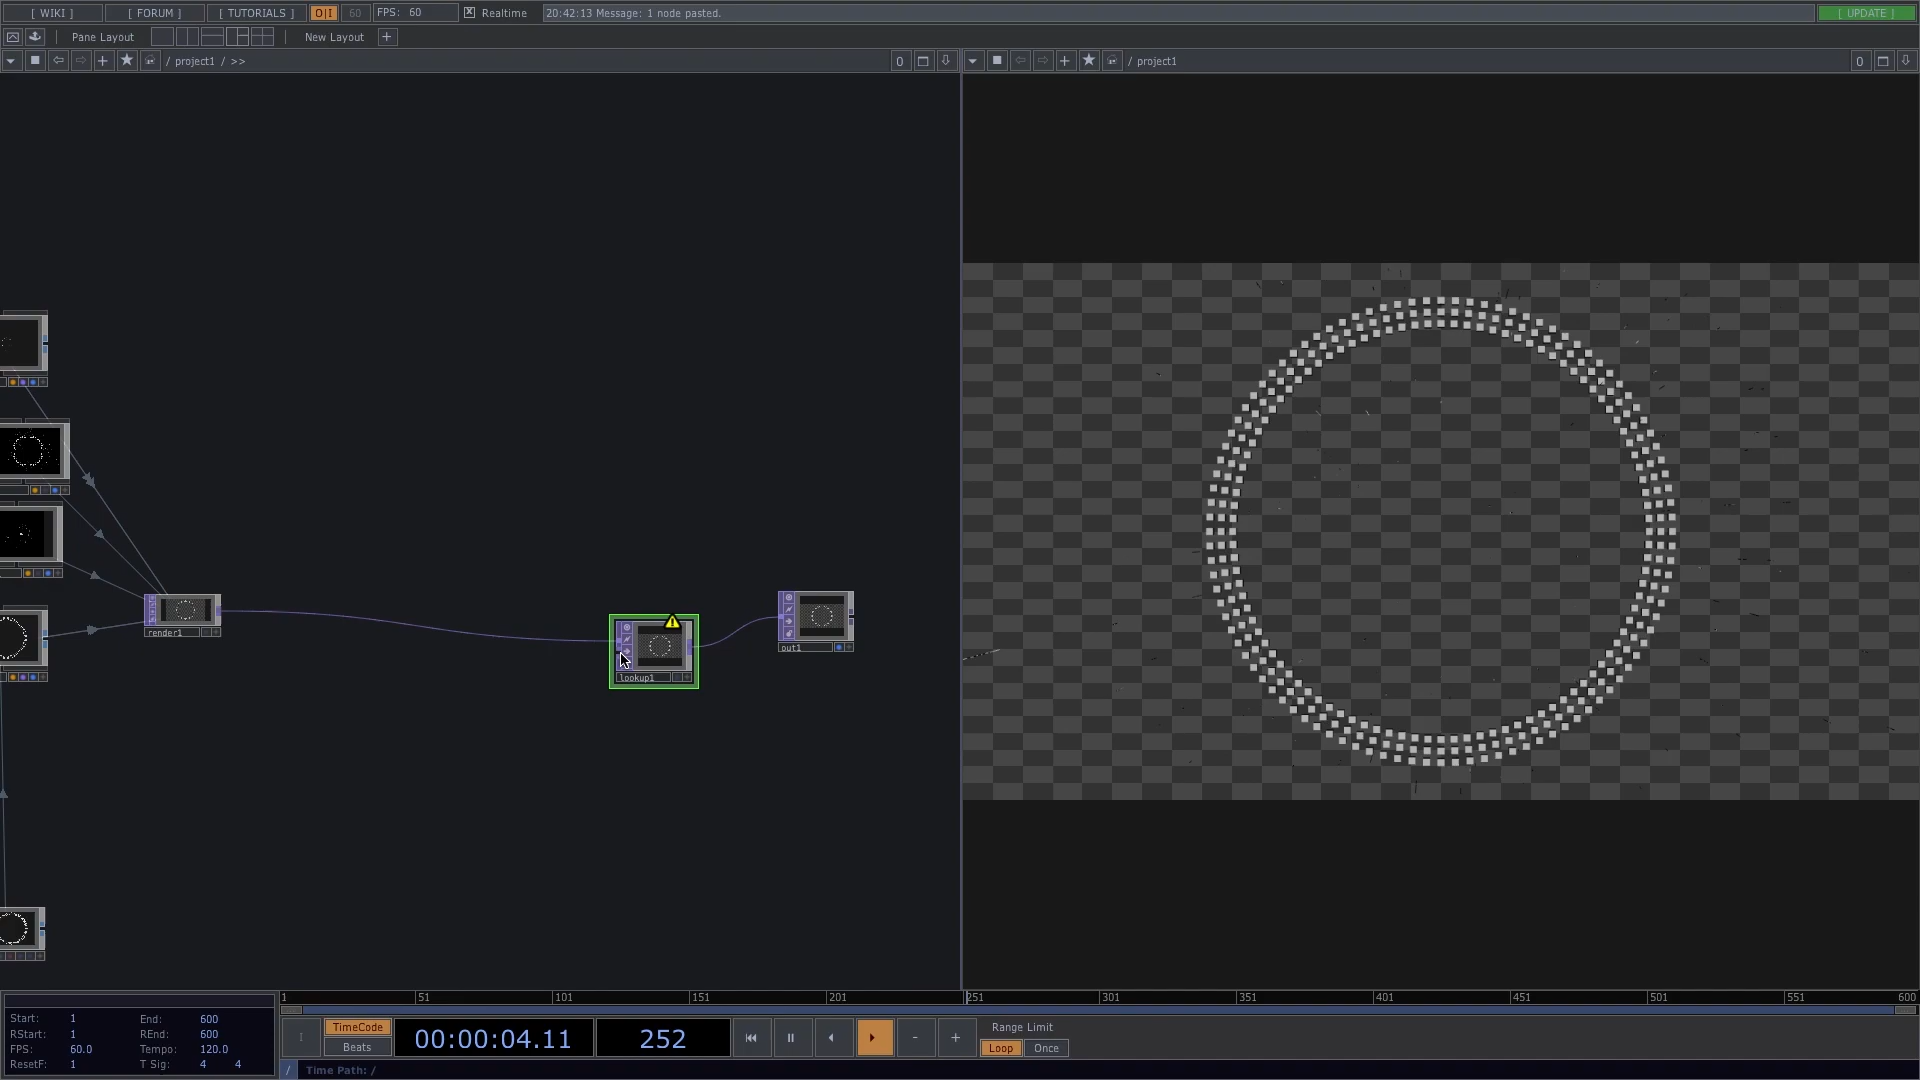 [ WIKI ] [ FORUM ] [ TUTORIALS ] O|I 60 FPS: 60 Realtime 20:42:13 Message: 1 node pasted. [ UPDATE ]
Pane Layout New Layout +
/ project1 / >> 0 / project1 0
render1
lookup1
out1
1 51 101 151 201 251 301 351 401 451 501 551 600
Start: 1 End: 600
RStart: 1 REnd: 600
FPS: 60.0 Tempo: 120.0
ResetF: 1 T Sig: 4 4
TimeCode
Beats
00:00:04.11 252 - +
Range Limit
Loop Once
/ Time Path: /